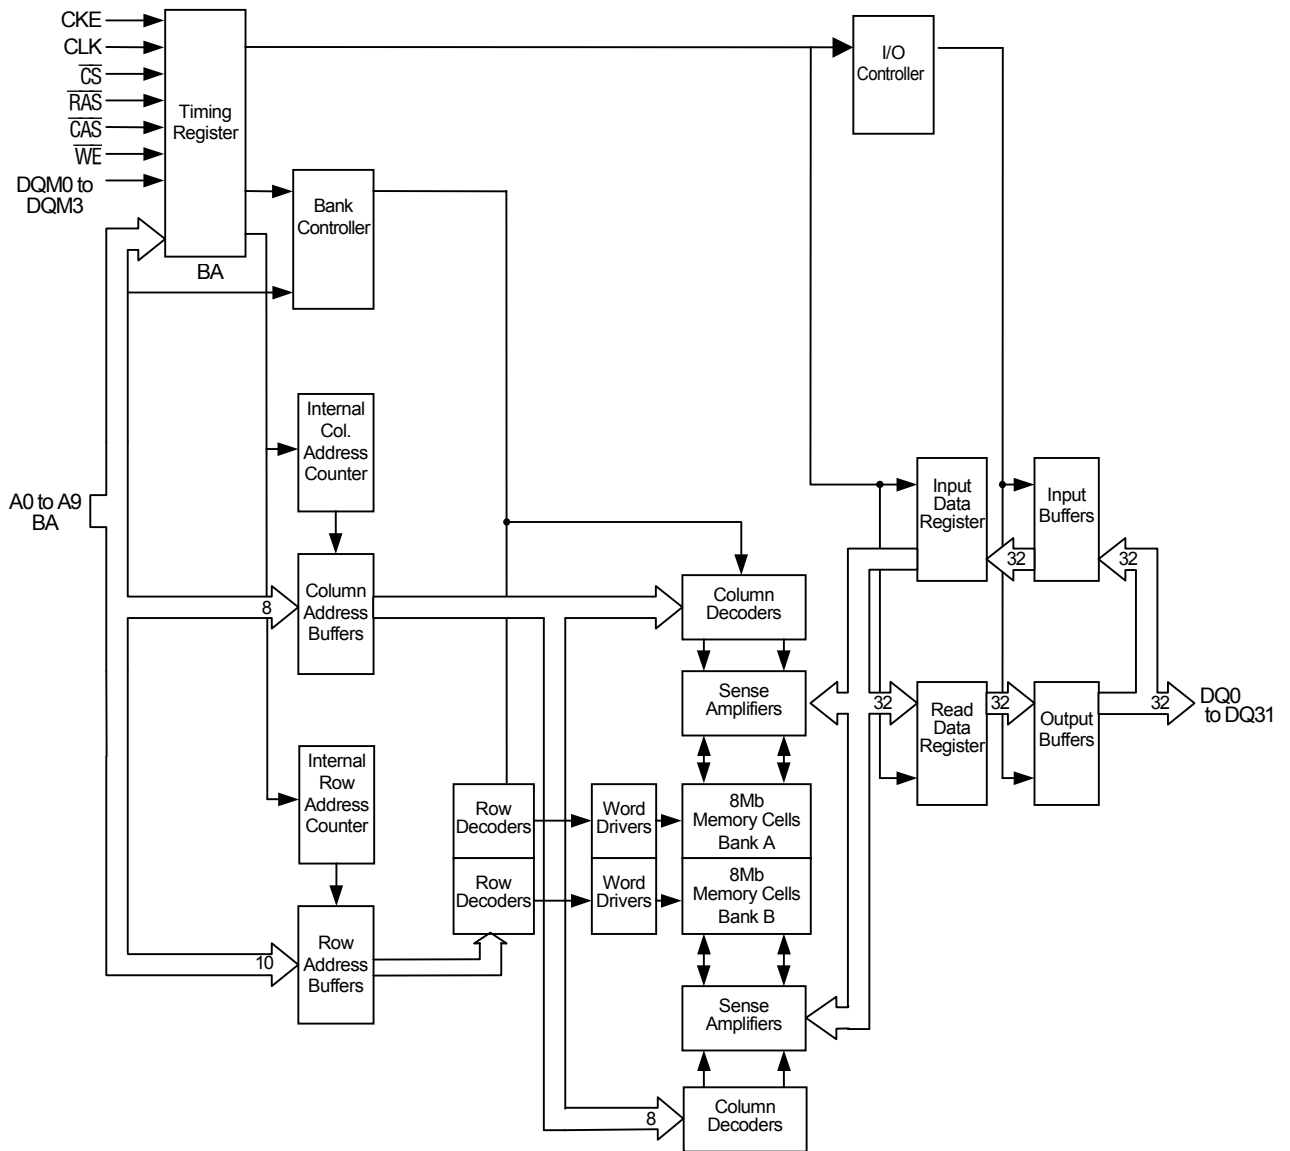 CKE
CLK
CS
RAS
CAS
WE
DQM0 to
DQM3
Timing
Register
I/O
Controller
Bank
Controller
BA
Internal
Col.
Address
Counter
A0 to A9
BA
Input
Data
Register
Input
Buffers
32
32
8
Column
Address
Buffers
Column
Decoders
Sense
Amplifiers
32
Read
Data
Register
32
Output
Buffers
32
DQ0
to DQ31
Internal
Row
Address
Counter
Row
Decoders
Word
Drivers
8Mb
Memory Cells
Bank A
Row
Decoders
Word
Drivers
8Mb
Memory Cells
Bank B
10
Row
Address
Buffers
Sense
Amplifiers
8
Column
Decoders